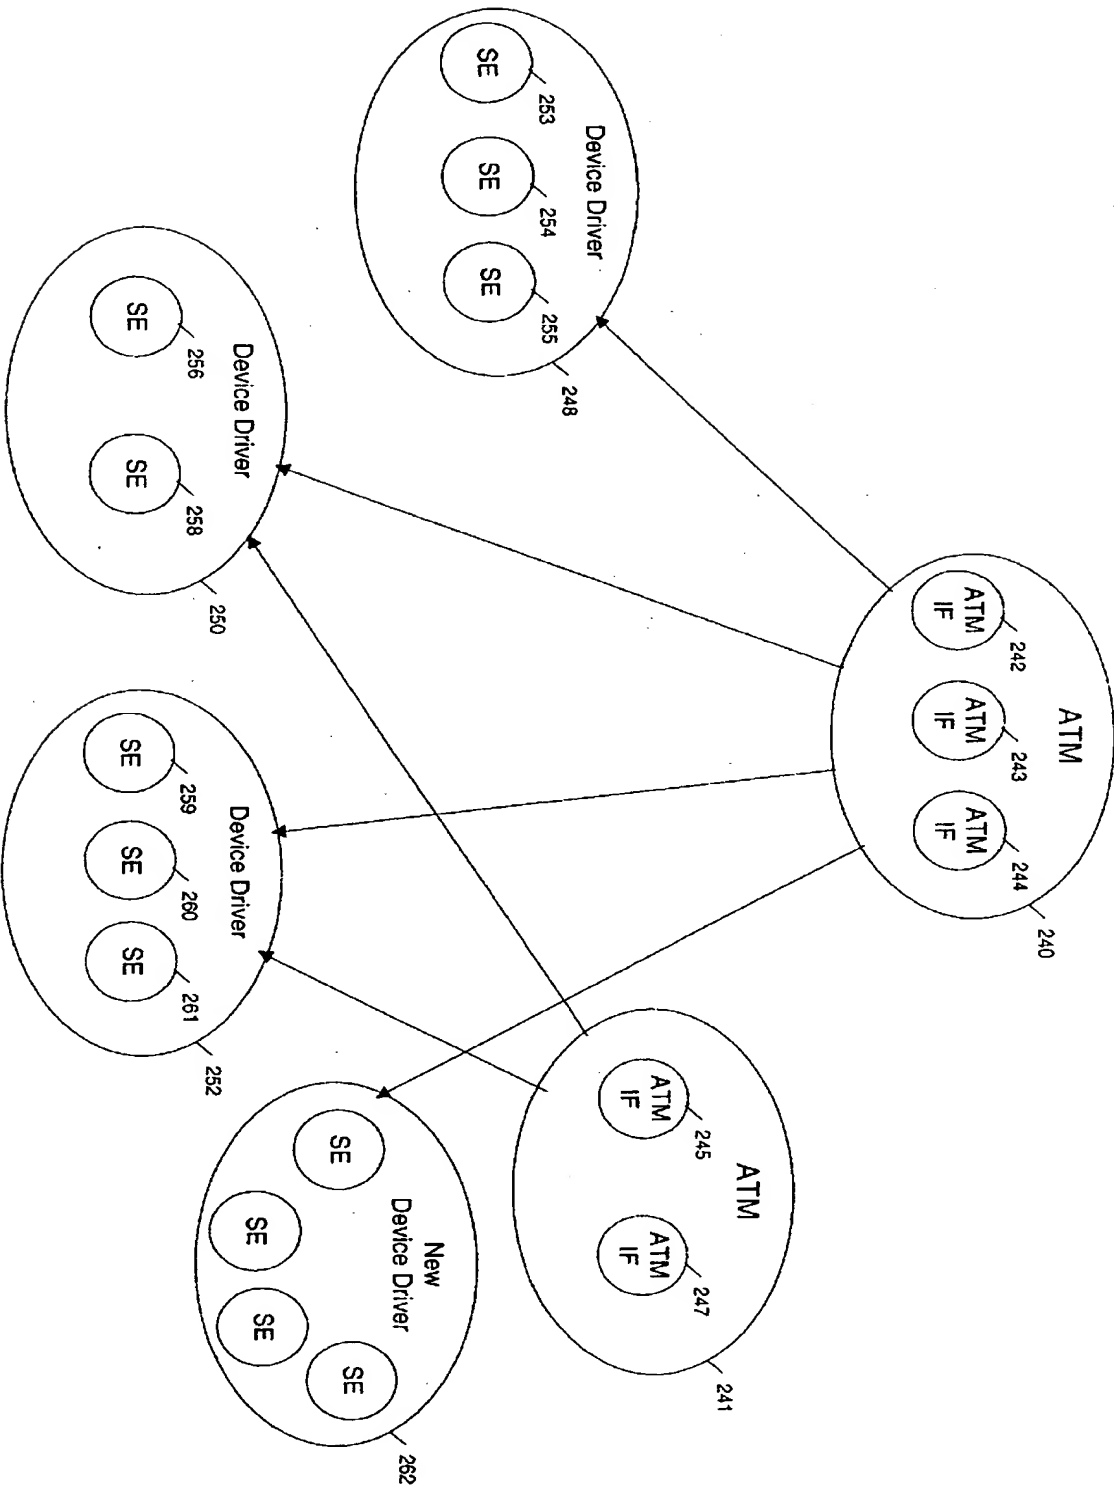 ATM
240
ATM
IF
242
ATM
IF
243
ATM
IF
244
ATM
241
ATM
IF
245
ATM
IF
247
Device Driver
248
SE
253
SE
254
SE
255
Device Driver
250
SE
256
SE
258
Device Driver
252
SE
259
SE
260
SE
261
New
Device Driver
262
SE
SE
SE
SE